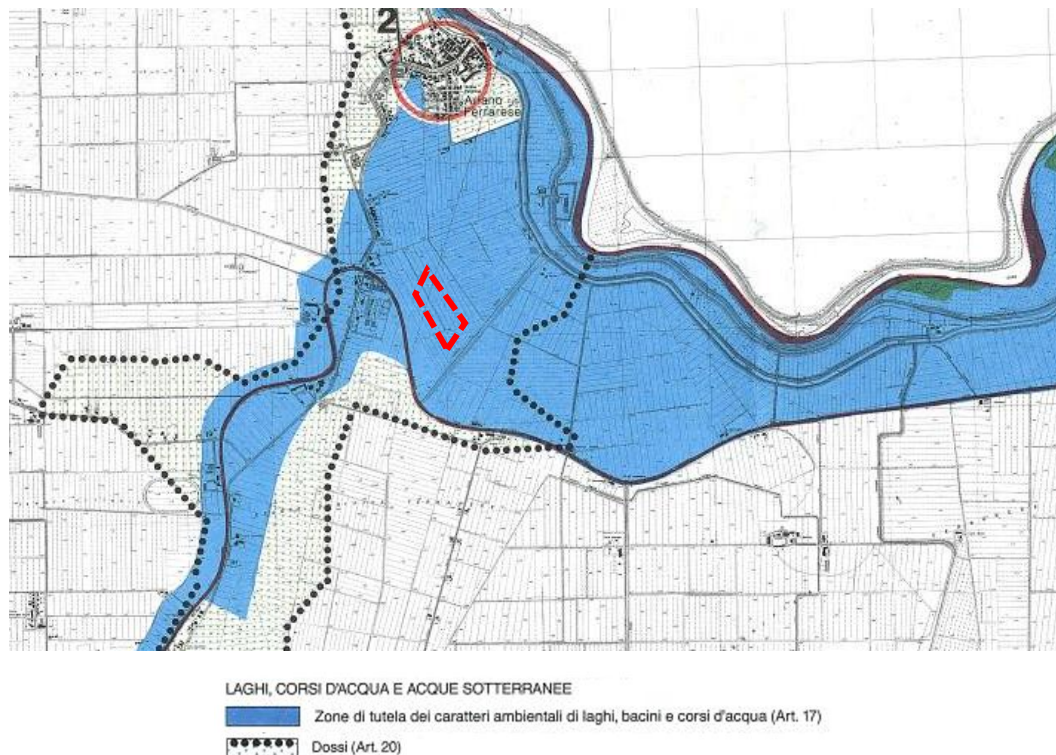 2
Ariano
Ferrarese
LAGHI, CORSI D'ACQUA E ACQUE SOTTERRANEE
Zone di tutela dei caratteri ambientali di laghi, bacini e corsi d'acqua (Art. 17)
Dossi (Art. 20)